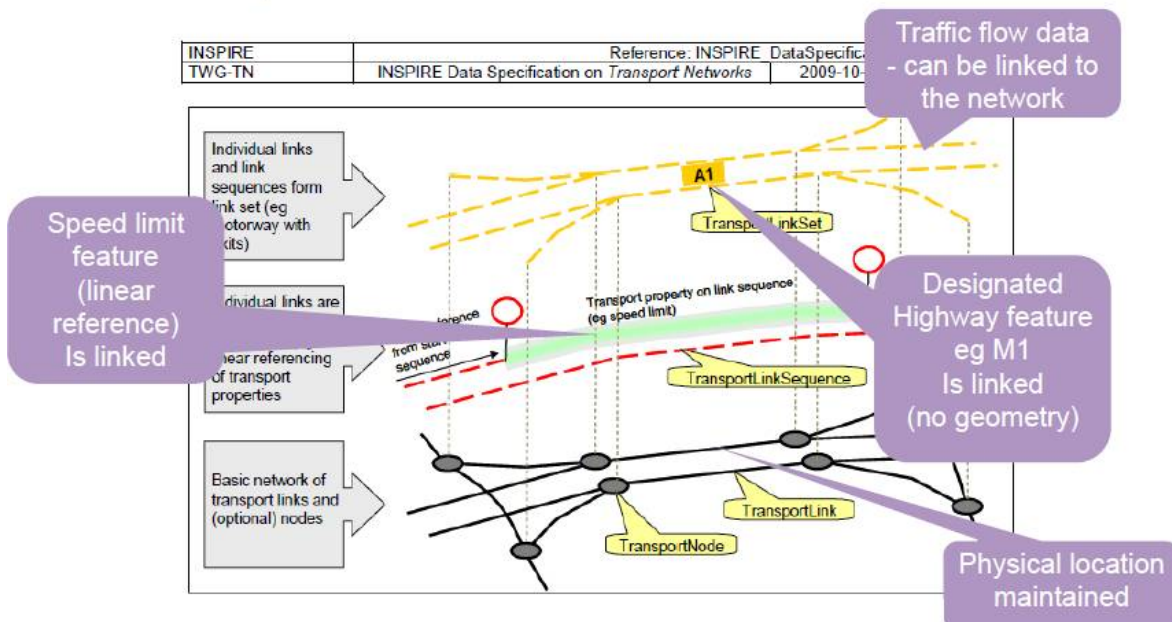 INSPIRE
Reference: INSPIRE_DataSpecifica
TWG-TN
INSPIRE Data Specification on Transport Networks
2009-10-
Traffic flow data
- can be linked to
the network
Individual links
and link
sequences form
link set (eg
otorway with
xits)
A1
TransportLinkSet
Speed limit
feature
(linear
reference)
Is linked
dividual links are
near referencing
of transport
properties
from star
sequence
Transport property on link sequence
(eg speed limit)
TransportLinkSequence
Designated
Highway feature
eg M1
Is linked
(no geometry)
Basic network of
transport links and
(optional) nodes
TransportLink
TransportNode
Physical location
maintained